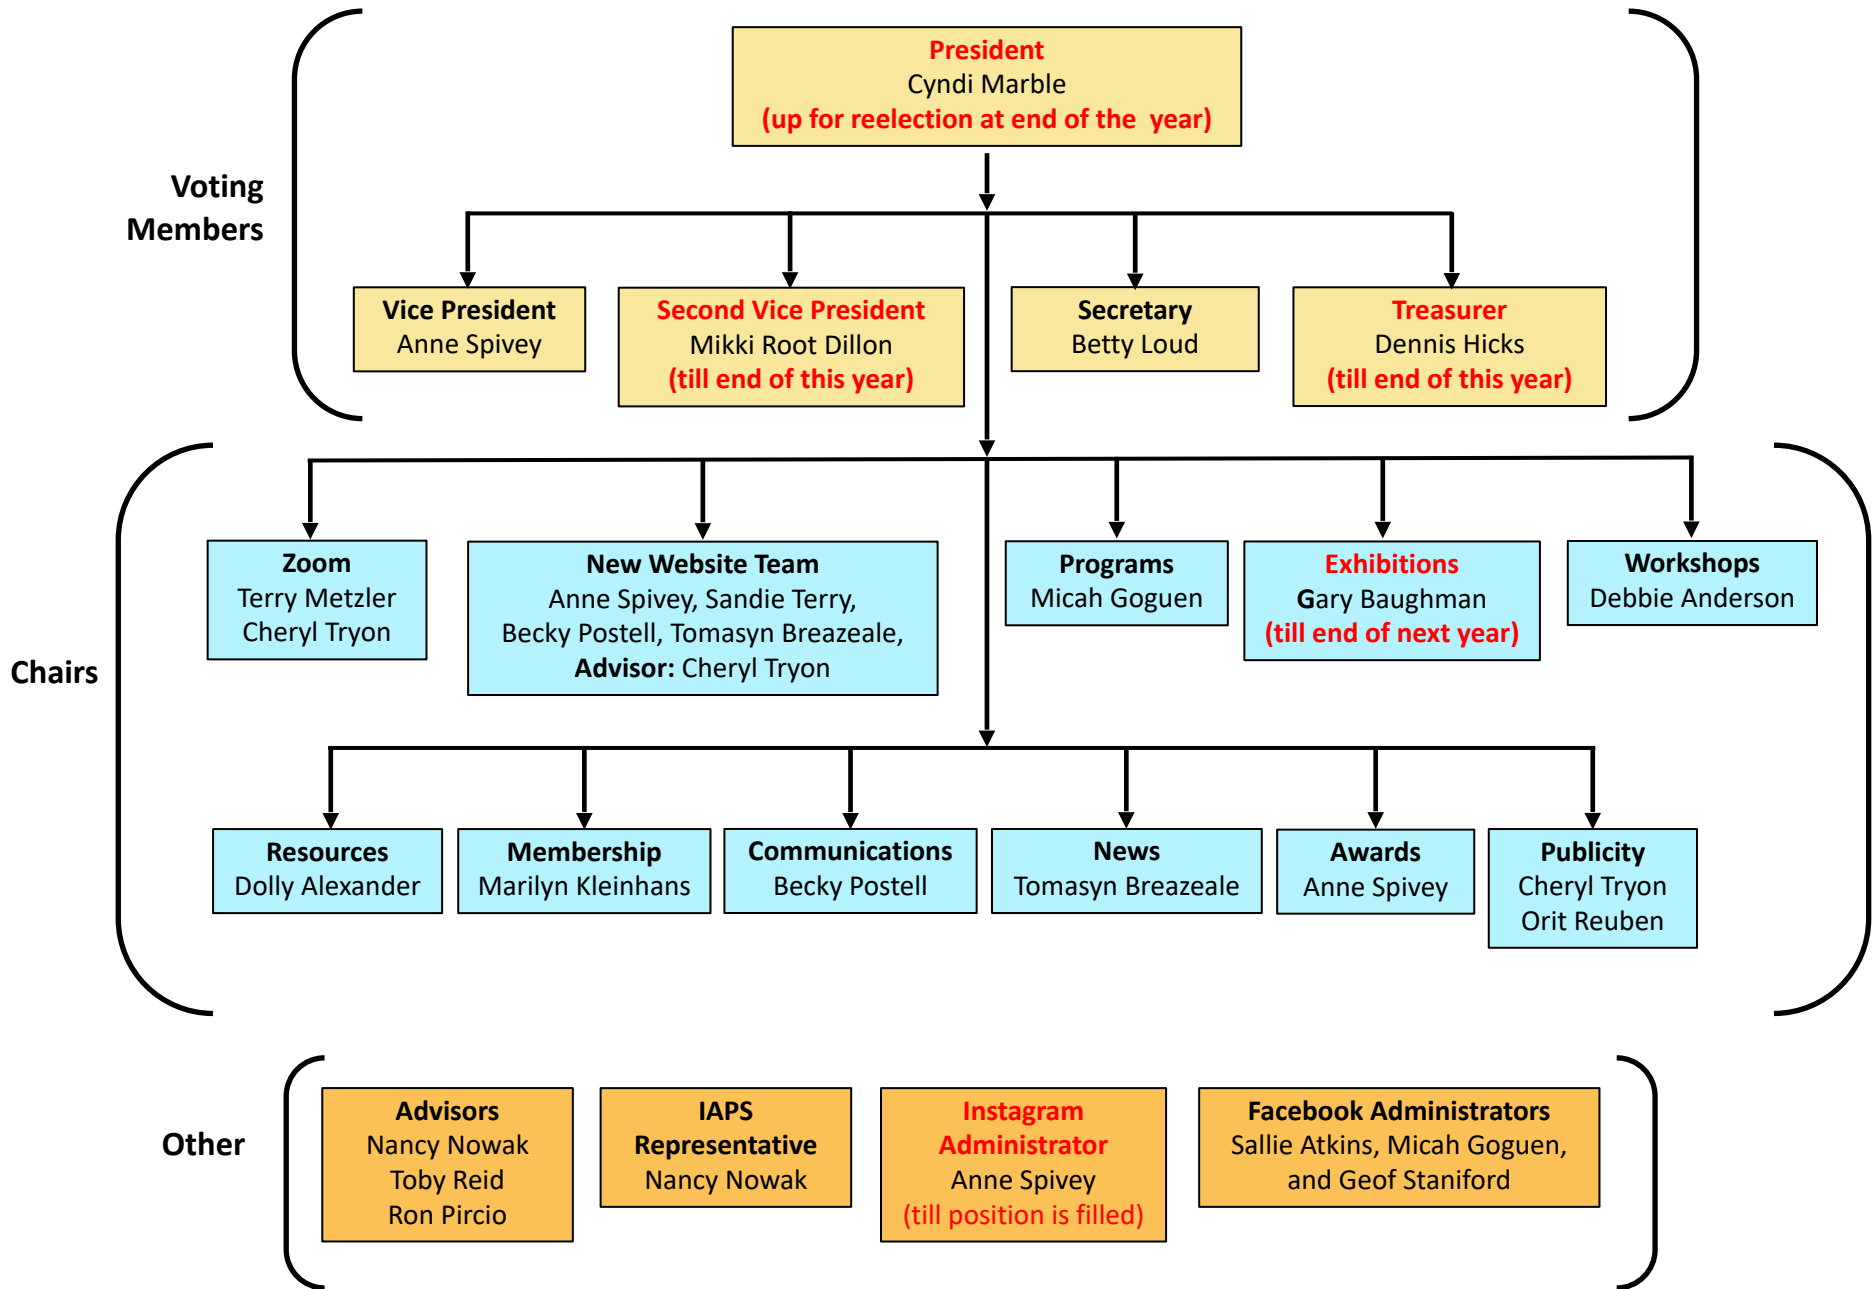 President
Cyndi Marble
(up for reelection at end of the year)
Voting
Members
Vice President
Anne Spivey
Second Vice President
Mikki Root Dillon
(till end of this year)
Secretary
Betty Loud
Treasurer
Dennis Hicks
(till end of this year)
Chairs
Zoom
Terry Metzler
Cheryl Tryon
New Website Team
Anne Spivey, Sandie Terry,
Becky Postell, Tomasyn Breazeale,
Advisor: Cheryl Tryon
Programs
Micah Goguen
Exhibitions
Gary Baughman
(till end of next year)
Workshops
Debbie Anderson
Resources
Dolly Alexander
Membership
Marilyn Kleinhans
Communications
Becky Postell
News
Tomasyn Breazeale
Awards
Anne Spivey
Publicity
Cheryl Tryon
Orit Reuben
Other
Advisors
Nancy Nowak
Toby Reid
Ron Pircio
IAPS
Representative
Nancy Nowak
Instagram
Administrator
Anne Spivey
(till position is filled)
Facebook Administrators
Sallie Atkins, Micah Goguen,
and Geof Staniford